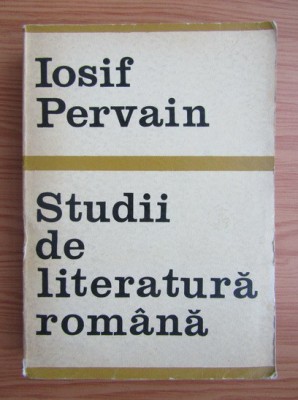 Iosif
Pervain
Studii
de
literatură
română